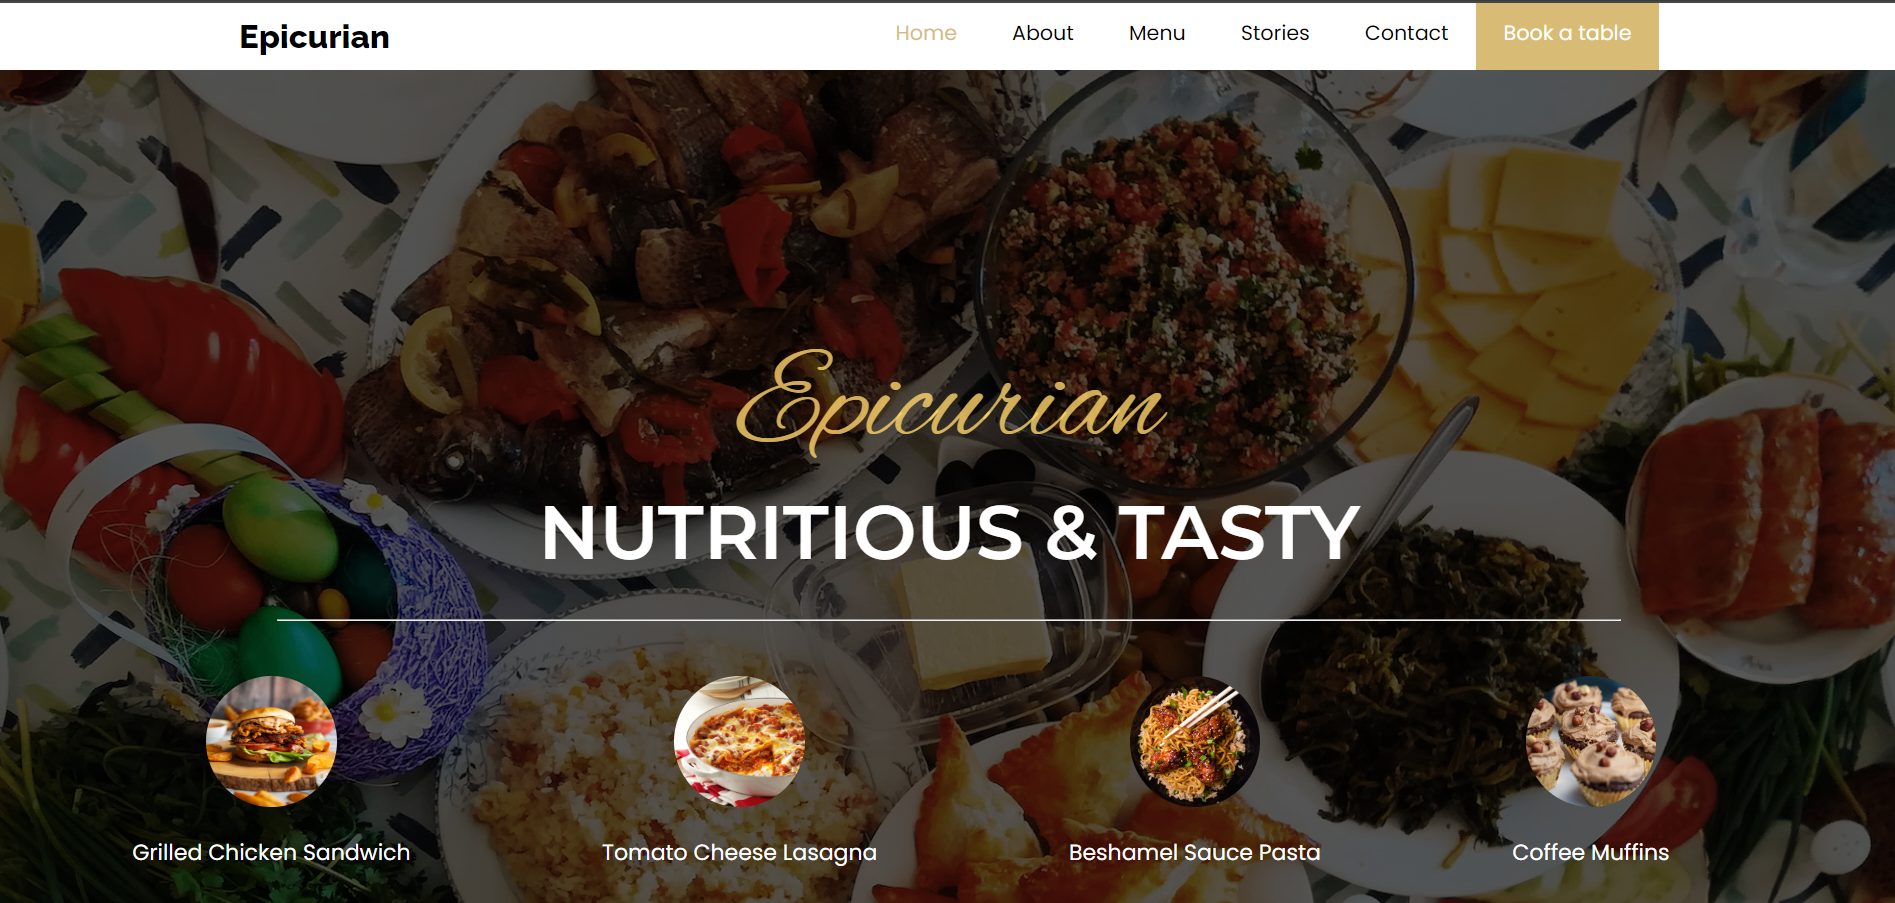 Epicurian
Home About Menu Stories Contact Book a table
Epicurian
NUTRITIOUS & TASTY
Grilled Chicken Sandwich
Tomato Cheese Lasagna
Beshamel Sauce Pasta
Coffee Muffins